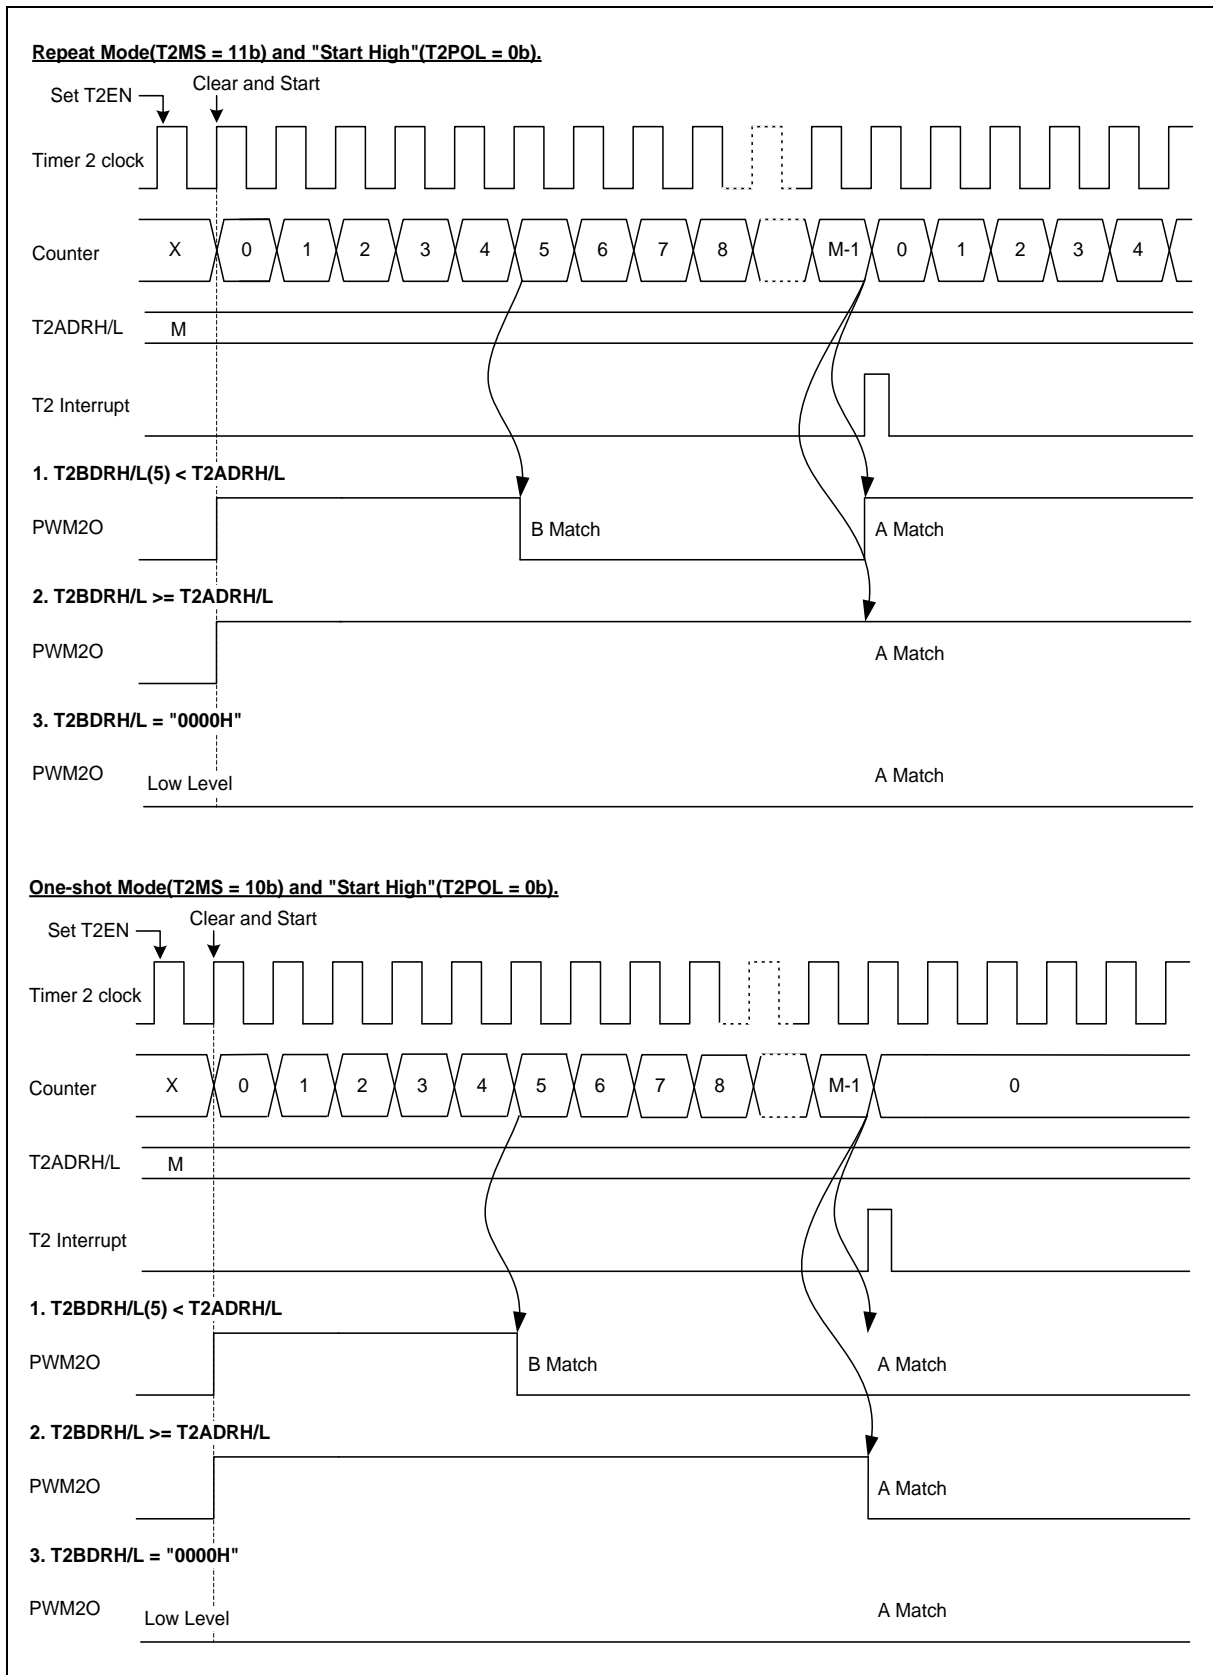 Repeat Mode(T2MS = 11b) and "Start High"(T2POL = 0b).
Set T2EN
Clear and Start
Timer 2 clock
Counter X 0 1 2 3 4 5 6 7 8 M-1 0 1 2 3 4
T2ADRH/L M
T2 Interrupt
1. T2BDRH/L(5) < T2ADRH/L
PWM2O B Match A Match
2. T2BDRH/L >= T2ADRH/L
PWM2O A Match
3. T2BDRH/L = "0000H"
PWM2O Low Level A Match
One-shot Mode(T2MS = 10b) and "Start High"(T2POL = 0b).
Set T2EN
Clear and Start
Timer 2 clock
Counter X 0 1 2 3 4 5 6 7 8 M-1 0
T2ADRH/L M
T2 Interrupt
1. T2BDRH/L(5) < T2ADRH/L
PWM2O B Match A Match
2. T2BDRH/L >= T2ADRH/L
PWM2O A Match
3. T2BDRH/L = "0000H"
PWM2O Low Level A Match